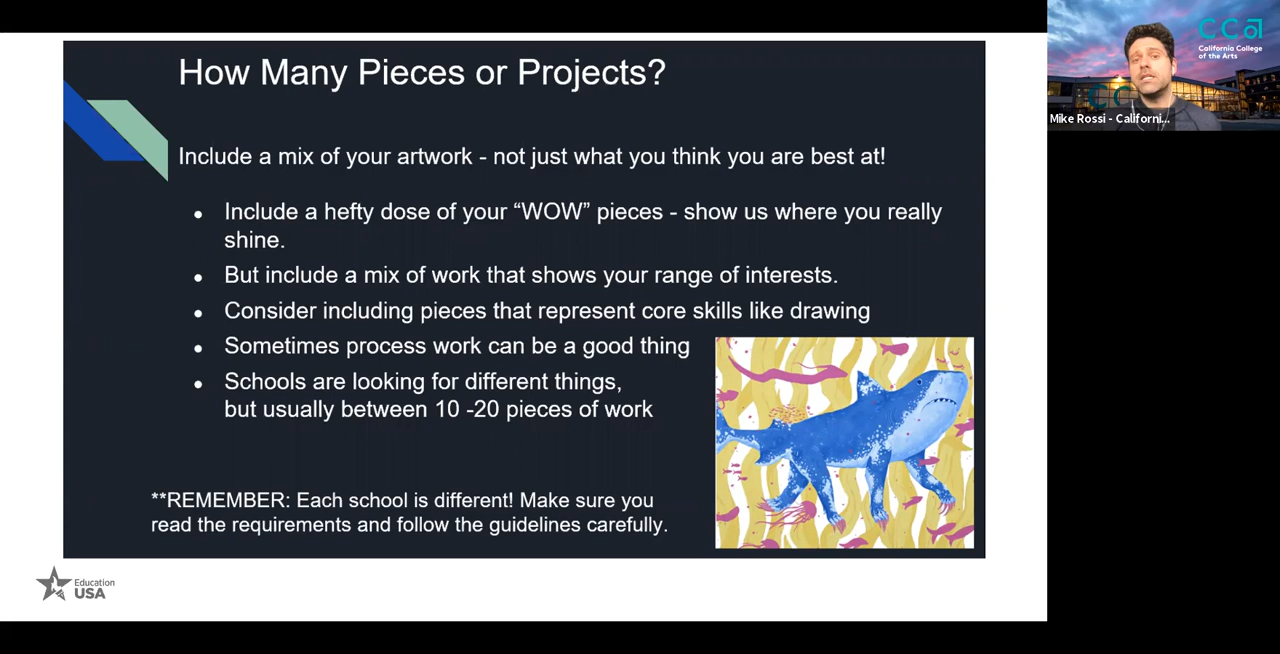 How Many Pieces or Projects?
Include a mix of your artwork - not just what you think you are best at!
● Include a hefty dose of your “WOW” pieces - show us where you really
shine.
● But include a mix of work that shows your range of interests.
● Consider including pieces that represent core skills like drawing
● Sometimes process work can be a good thing
● Schools are looking for different things,
but usually between 10 -20 pieces of work
**REMEMBER: Each school is different! Make sure you
read the requirements and follow the guidelines carefully.
Education
USA
CCA
California College
of the Arts
Mike Rossi - Californi...